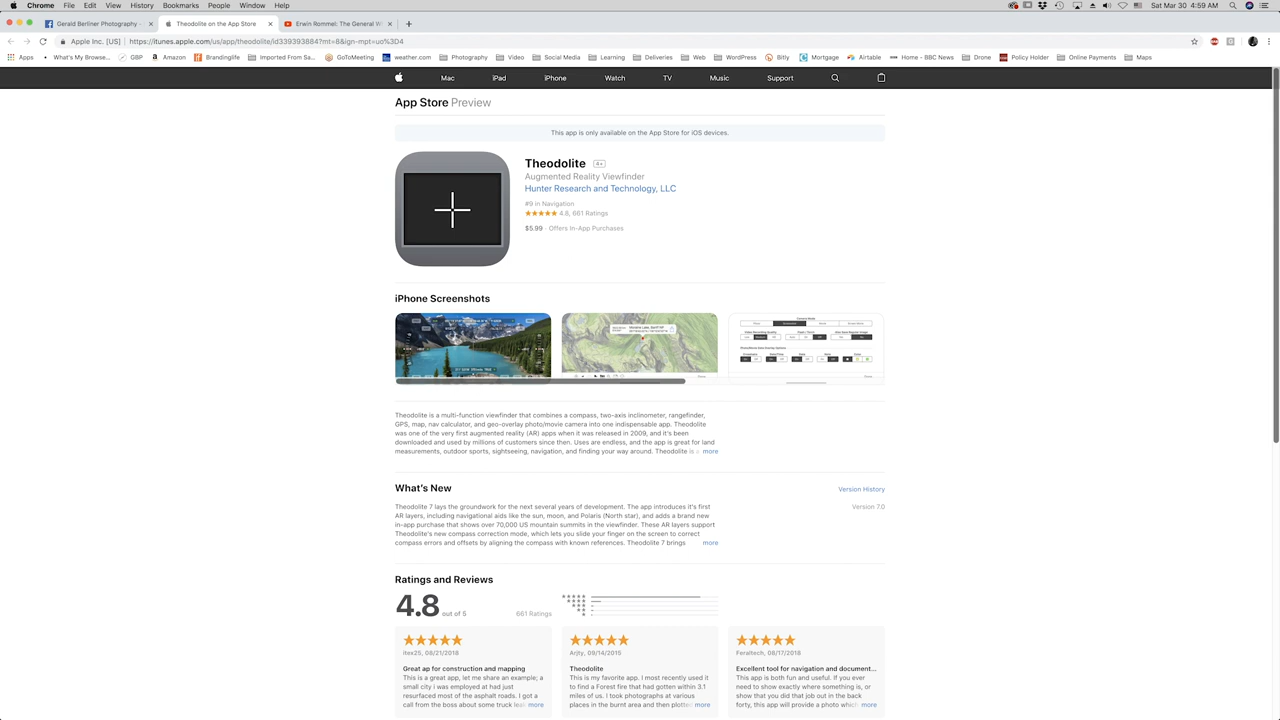 Chrome File Edit View History Bookmarks People Window Help Sat Mar 30 4:59 AM
Gerald Berliner Photography - Theodolite on the App Store Erwin Rommel: The General W
Apple Inc. [US] https://itunes.apple.com/us/app/theodolite/id339393884?mt=8&ign-mpt=uo%3D4
Apps What's My Browse... GBP Amazon Brandinglife Imported From Sa... GoToMeeting weather.com Photography Video Social Media Learning Deliveries Web WordPress Bitly Mortgage Airtable Home - BBC News Drone Policy Holder Online Payments Maps
Mac iPad iPhone Watch TV Music Support
App Store Preview
This app is only available on the App Store for iOS devices.
Theodolite 4+
Augmented Reality Viewfinder
Hunter Research and Technology, LLC
#9 in Navigation
★★★★★ 4.8, 661 Ratings
$5.99 · Offers In-App Purchases
iPhone Screenshots
Theodolite is a multi-function viewfinder that combines a compass, two-axis inclinometer, rangefinder,
GPS, map, nav calculator, and geo-overlay photo/movie camera into one indispensable app. Theodolite
was one of the very first augmented reality (AR) apps when it was released in 2009, and it's been
downloaded and used by millions of customers since then. Uses are endless, and the app is great for land
measurements, outdoor sports, sightseeing, navigation, and finding your way around. Theodolite is more
What's New
Version History
Theodolite 7 lays the groundwork for the next several years of development. The app introduces it's first
Version 7.0
AR layers, including navigational aids like the sun, moon, and Polaris (North star), and adds a brand new
in-app purchase that shows over 70,000 US mountain summits in the viewfinder. These AR layers support
Theodolite's new compass correction mode, which lets you slide your finger on the screen to correct
compass errors and offsets by aligning the compass with known references. Theodolite 7 brings more
Ratings and Reviews
4.8 out of 5 661 Ratings
★★★★★
itex25, 08/21/2018
Great ap for construction and mapping
This is a great app, let me share an example; a
small city i was employed at had just
resurfaced most of the asphalt roads. I got a
call from the boss about some truck more
★★★★★
Arjty, 09/14/2015
Theodolite
This is my favorite app. I most recently used it
to find a Forest fire that had gotten within 3.1
miles of us. I took photographs at various
places in the burnt area and then plotted more
★★★★★
Feraltech, 08/17/2018
Excellent tool for navigation and document...
This app is both fun and useful. If you ever
need to show exactly where something is, or
show that you did that job out in the back
forty, this app will provide a photo which more